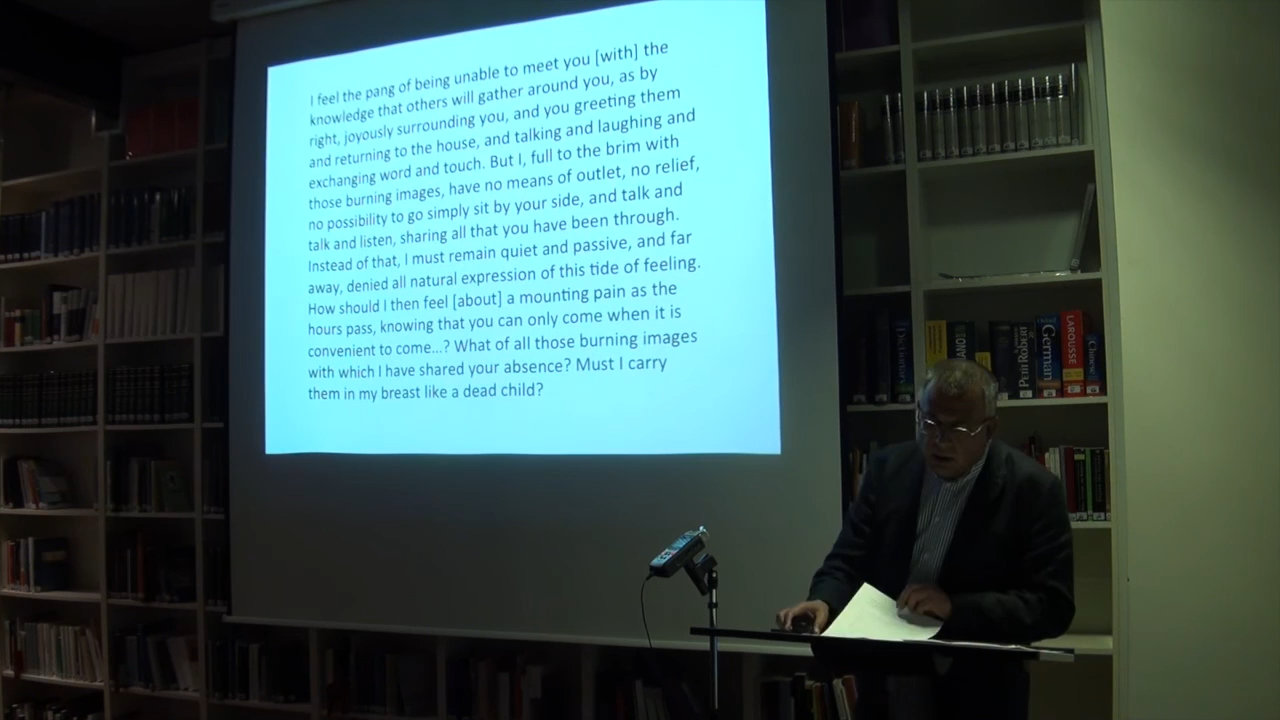 I feel the pang of being unable to meet you [with] the
knowledge that others will gather around you, as by
right, joyously surrounding you, and you greeting them
and returning to the house, and talking and laughing and
exchanging word and touch. But I, full to the brim with
those burning images, have no means of outlet, no relief,
no possibility to go simply sit by your side, and talk and
talk and listen, sharing all that you have been through.
Instead of that, I must remain quiet and passive, and far
away, denied all natural expression of this tide of feeling.
How should I then feel [about] a mounting pain as the
hours pass, knowing that you can only come when it is
convenient to come...? What of all those burning images
with which I have shared your absence? Must I carry
them in my breast like a dead child?
Dictionary
Petit Robert
German
LAROUSSE
Chinese